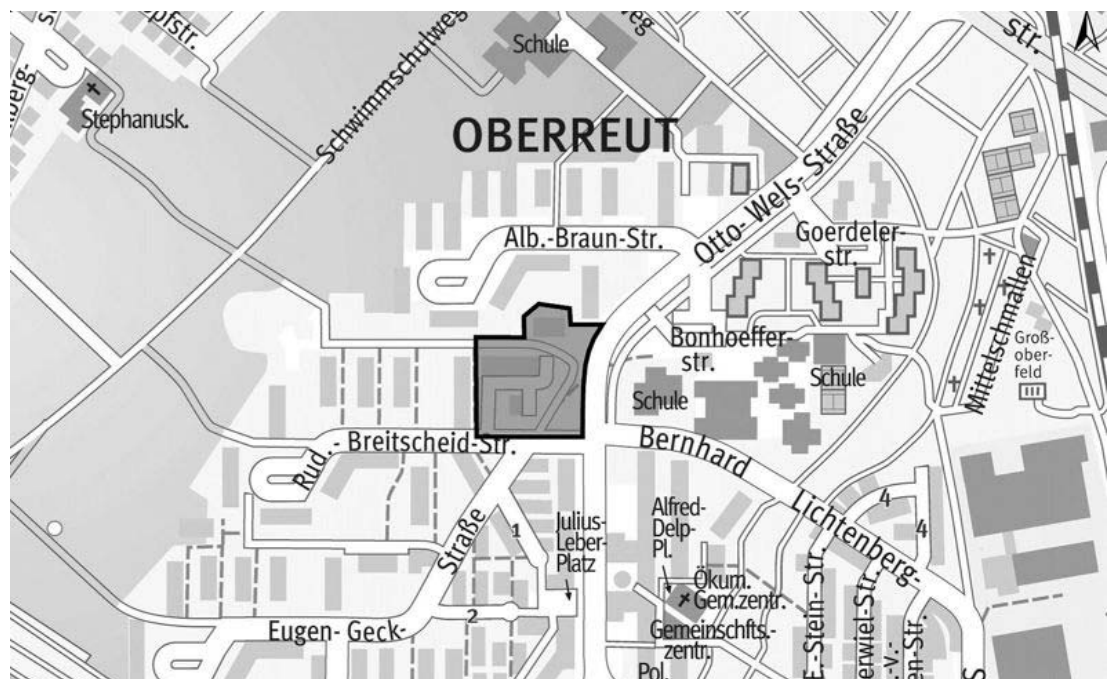 Schule
str.
Stephanusk.
Schwimmschulweg
OBERREUT
Otto-Wels-Straße
Alb.-Braun-Str.
Goerdeler-
str.
Mittelschmallen
Bonhoeffer-
str.
Groß-
ober-
feld
Schule
Schule
Rud.-Breitscheid-Str.
Bernhard
Lichtenberg-
4
4
Straße
1
Julius-
Leber-
Platz
Alfred-
Delp-
Pl.
Ökum.
Gem.zentr.
2
Eugen-Geck-
Gemeinschfts.-
zentr.
Pol.
E.-Stein-Str.